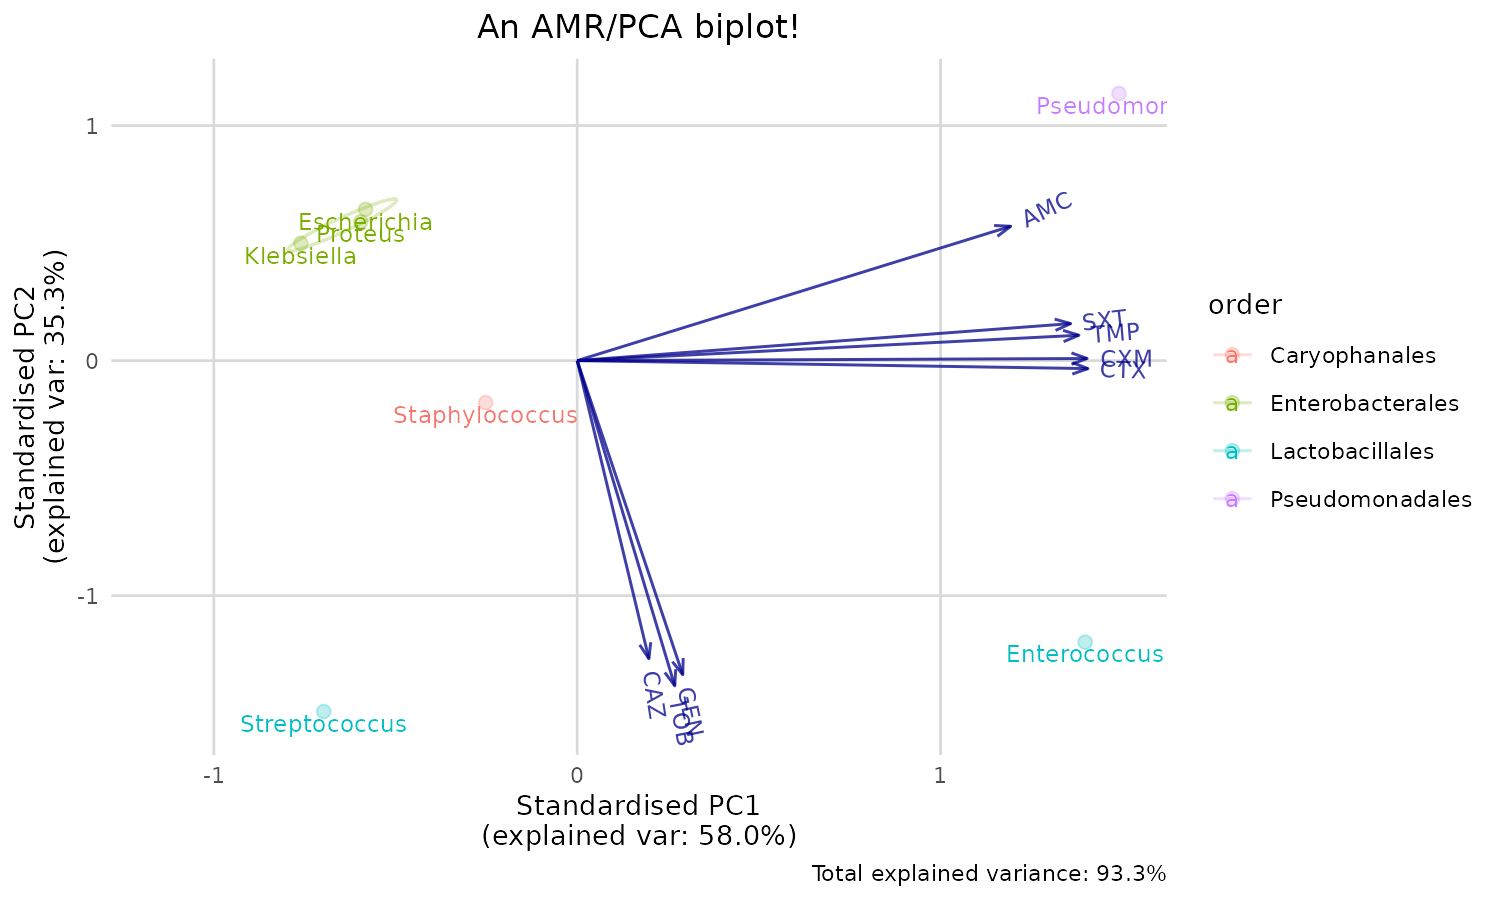 An AMR/PCA biplot!
Pseudomor
1
AMC
Escherichia
Proteus
Klebsiella
SXT
TMP
CXM
CTX
0
Staphylococcus
-1
Enterococcus
CAZ
GEN
TOB
Streptococcus
-1
0
1
Standardised PC2
(explained var: 35.3%)
Standardised PC1
(explained var: 58.0%)
Total explained variance: 93.3%
order
a Caryophanales
a Enterobacterales
a Lactobacillales
a Pseudomonadales